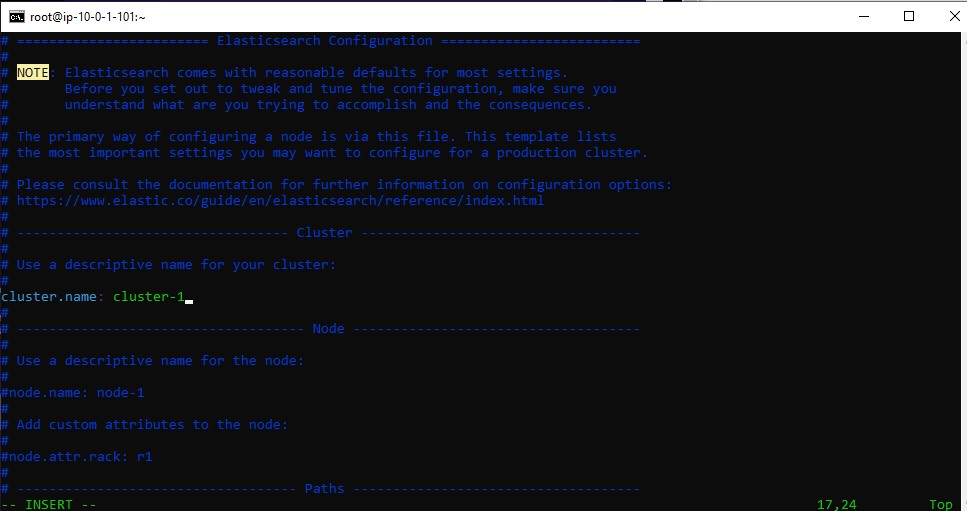 root@ip-10-0-1-101:~
# ======================== Elasticsearch Configuration =========================
#
# NOTE: Elasticsearch comes with reasonable defaults for most settings.
#       Before you set out to tweak and tune the configuration, make sure you
#       understand what are you trying to accomplish and the consequences.
#
# The primary way of configuring a node is via this file. This template lists
# the most important settings you may want to configure for a production cluster.
#
# Please consult the documentation for further information on configuration options:
# https://www.elastic.co/guide/en/elasticsearch/reference/index.html
#
# ---------------------------------- Cluster -----------------------------------
#
# Use a descriptive name for your cluster:
#
cluster.name: cluster-1
#
# ------------------------------------ Node ------------------------------------
#
# Use a descriptive name for the node:
#
#node.name: node-1
#
# Add custom attributes to the node:
#
#node.attr.rack: r1
#
# ----------------------------------- Paths ------------------------------------
-- INSERT -- 17,24 Top